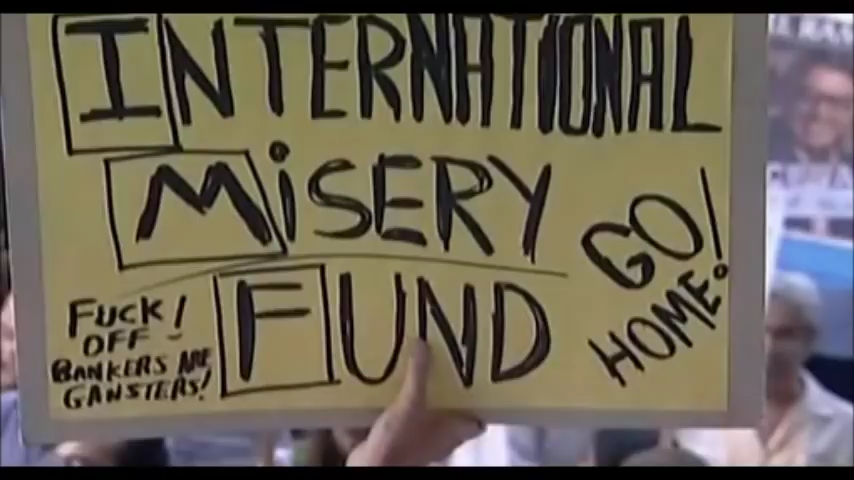 INTERNATIONAL
MiSERY
FUND
GO!
HOME!
FUCK!
OFF -
BANKERS ARE
GANSTERS!